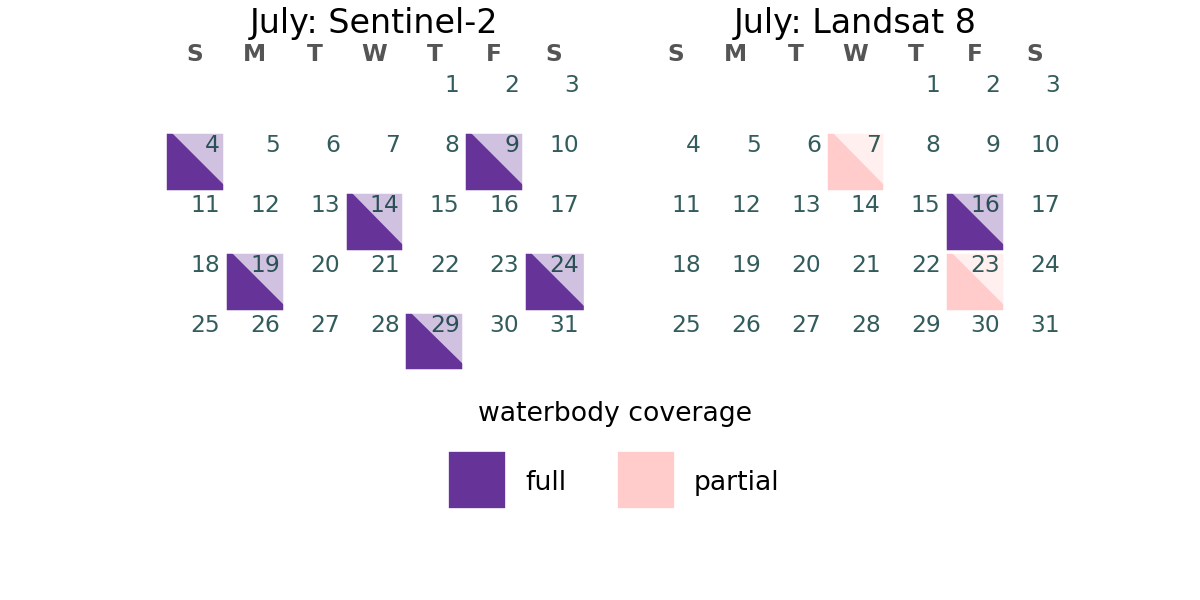 July: Sentinel-2
S M T W T F S
1 2 3
4 5 6 7 8 9 10
11 12 13 14 15 16 17
18 19 20 21 22 23 24
25 26 27 28 29 30 31
July: Landsat 8
S M T W T F S
1 2 3
4 5 6 7 8 9 10
11 12 13 14 15 16 17
18 19 20 21 22 23 24
25 26 27 28 29 30 31
waterbody coverage
full
partial